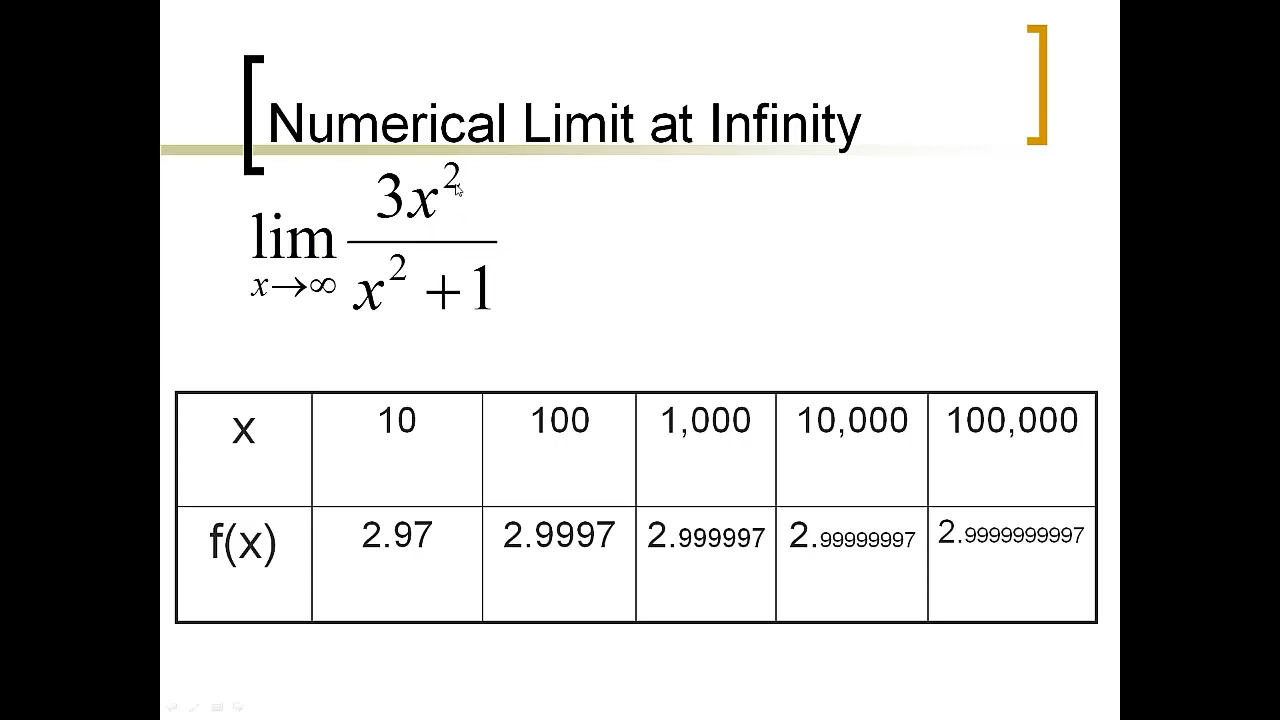 Numerical Limit at Infinity
lim 3x²
x→∞ x² + 1
x 10 100 1,000 10,000 100,000
f(x) 2.97 2.9997 2.999997 2.99999997 2.9999999997